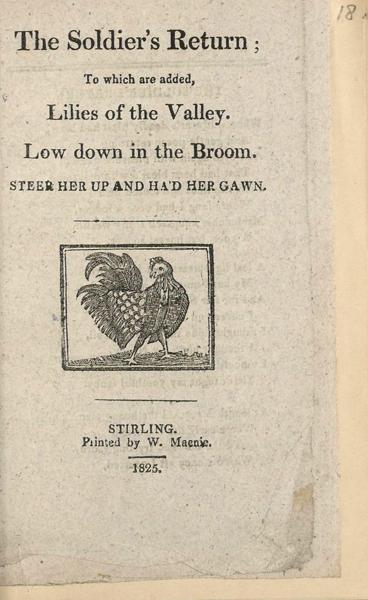 18
The Soldier's Return;
To which are added,
Lilies of the Valley.
Low down in the Broom.
STEER HER UP AND HA'D HER GAWN.
STIRLING.
Printed by W. Macnie.
1825.